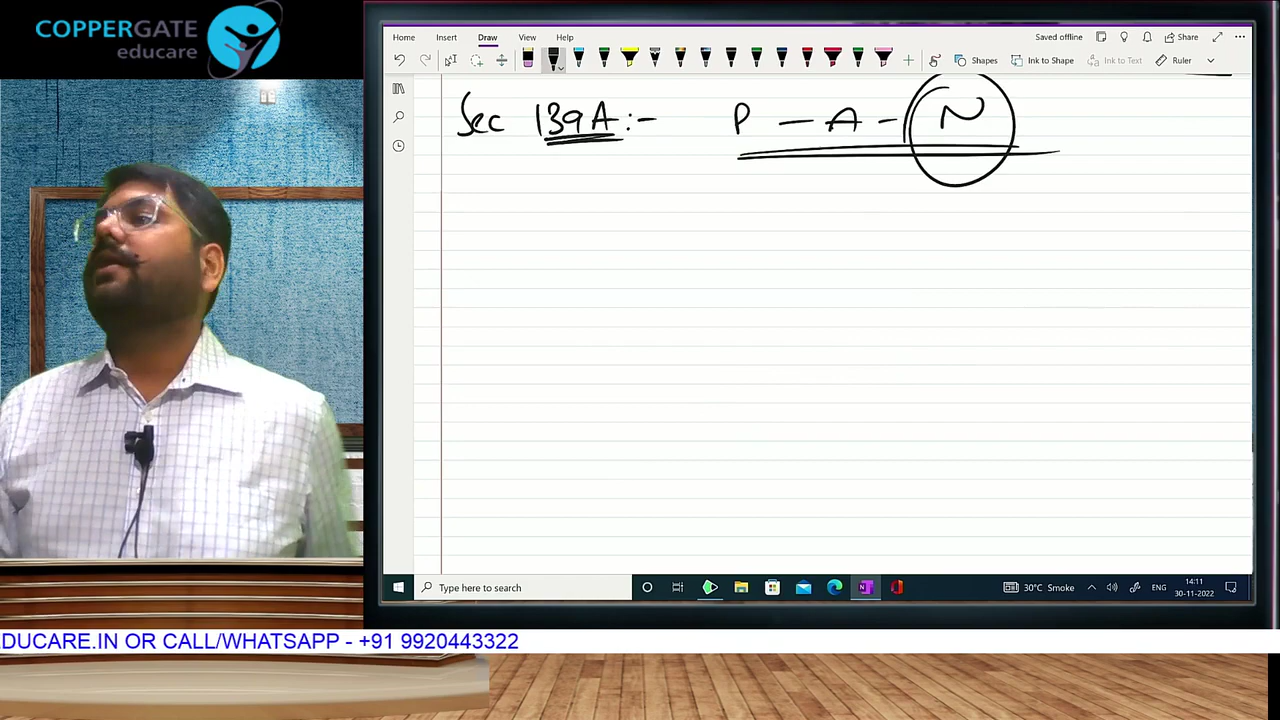 COPPERGATE
educare
Home Insert Draw View Help
Saved offline
Share
Shapes Ink to Shape Ink to Text Ruler
Sec 139A:- P - A - N
Type here to search
30°C Smoke
ENG
14:11
30-11-2022
EDUCARE.IN OR CALL/WHATSAPP - +91 9920443322